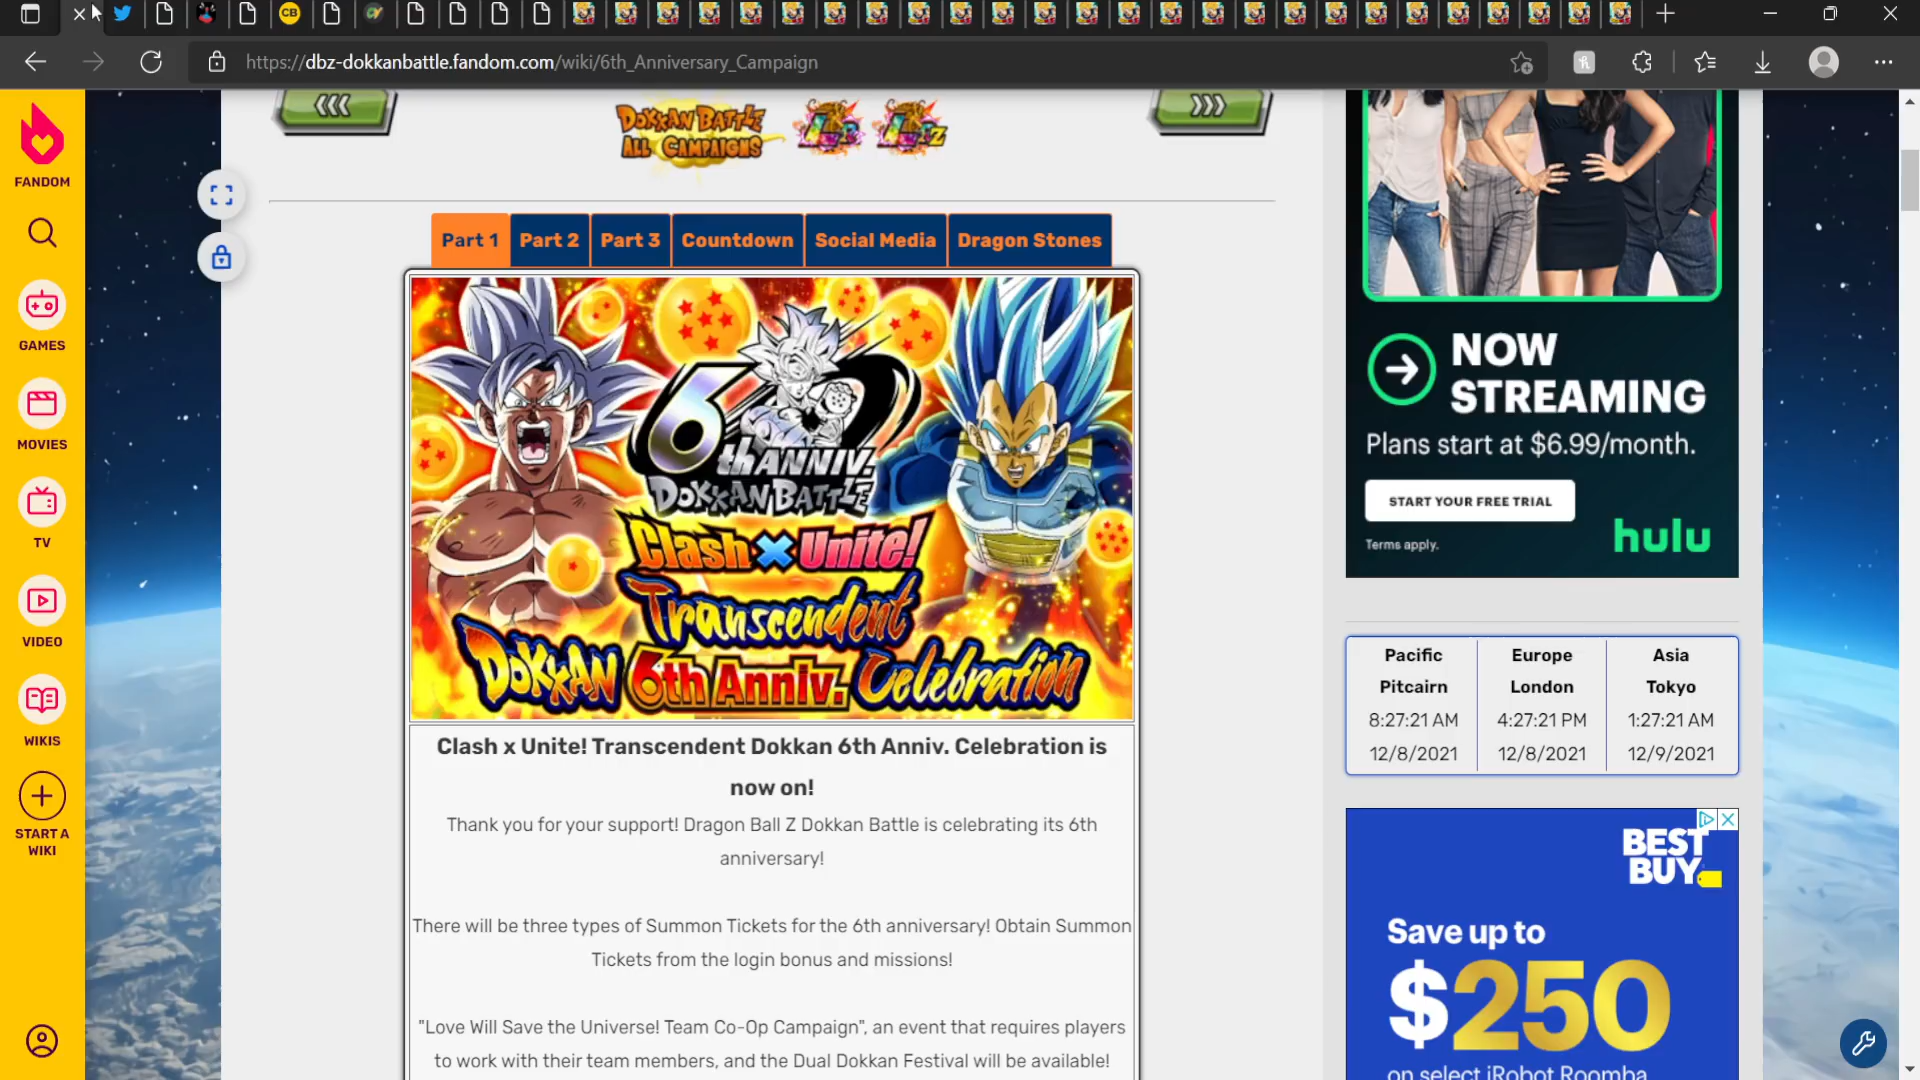 https://dbz-dokkanbattle.fandom.com/wiki/6th_Anniversary_Campaign
FANDOM
GAMES
MOVIES
TV
VIDEO
WIKIS
START A
WIKI
DOKKAN BATTLE
ALL CAMPAIGNS
Part 1
Part 2
Part 3
Countdown
Social Media
Dragon Stones
6th ANNIV.
DOKKAN BATTLE
Clash x Unite!
Transcendent
DOKKAN 6th Anniv. Celebration
Clash x Unite! Transcendent Dokkan 6th Anniv. Celebration is
now on!
Thank you for your support! Dragon Ball Z Dokkan Battle is celebrating its 6th
anniversary!
There will be three types of Summon Tickets for the 6th anniversary! Obtain Summon
Tickets from the login bonus and missions!
"Love Will Save the Universe! Team Co-Op Campaign", an event that requires players
to work with their team members, and the Dual Dokkan Festival will be available!
NOW
STREAMING
Plans start at $6.99/month.
START YOUR FREE TRIAL
Terms apply.
hulu
Pacific Europe Asia
Pitcairn London Tokyo
8:27:21 AM 4:27:21 PM 1:27:21 AM
12/8/2021 12/8/2021 12/9/2021
BEST
BUY
Save up to
$250
on select iRobot Roomba